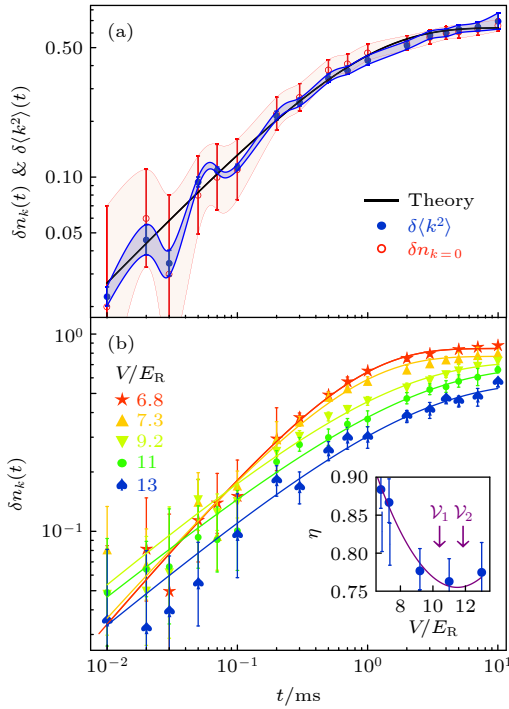 (a)
0.50
0.10
0.05
δn_k(t) & δ⟨k²⟩(t)
Theory
δ⟨k²⟩
δn_{k=0}
(b)
V/E_R
6.8
7.3
9.2
11
13
10⁰
10⁻¹
δn_k(t)
0.90
0.85
0.80
0.75
η
𝒱₁ 𝒱₂
8 10 12
V/E_R
10⁻² 10⁻¹ 10⁰ 10¹
t/ms